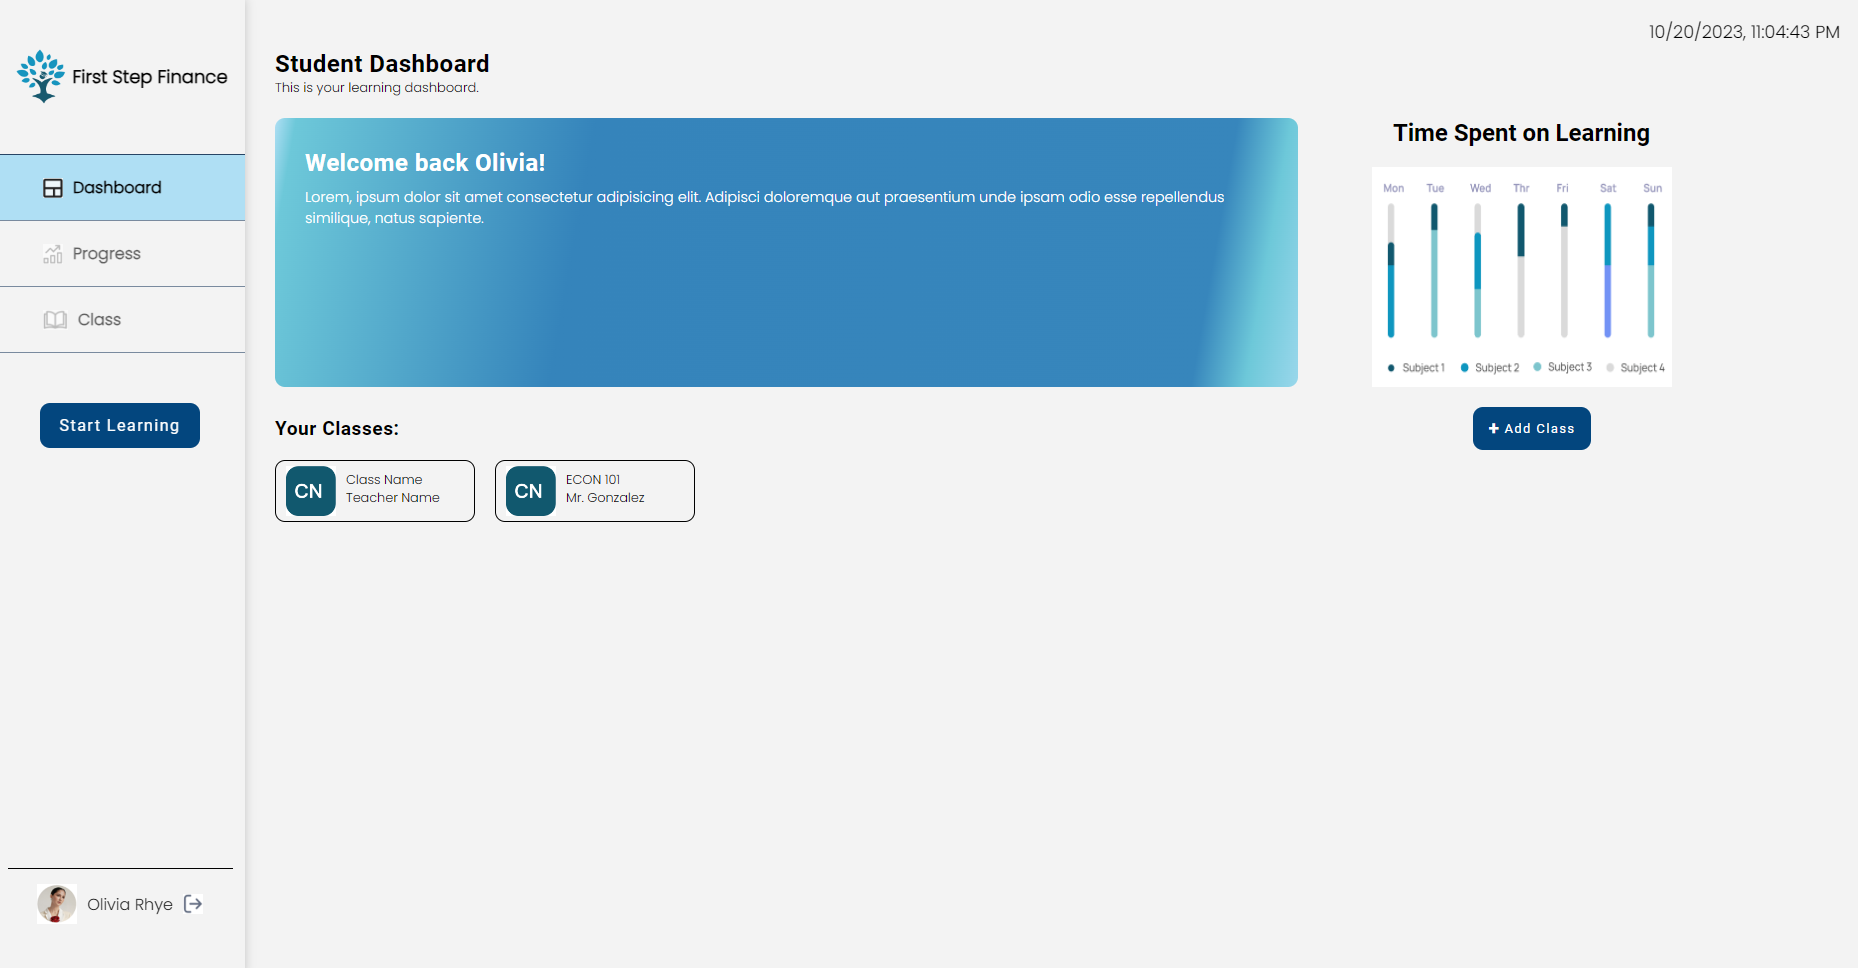 10/20/2023, 11:04:43 PM
First Step Finance
Dashboard
Progress
Class
Start Learning
Olivia Rhye
Student Dashboard
This is your learning dashboard.
Welcome back Olivia!
Lorem, ipsum dolor sit amet consectetur adipisicing elit. Adipisci doloremque aut praesentium unde ipsam odio esse repellendus
similique, natus sapiente.
Your Classes:
CN
Class Name
Teacher Name
CN
ECON 101
Mr. Gonzalez
Time Spent on Learning
Mon Tue Wed Thr Fri Sat Sun
Subject 1 Subject 2 Subject 3 Subject 4
+ Add Class